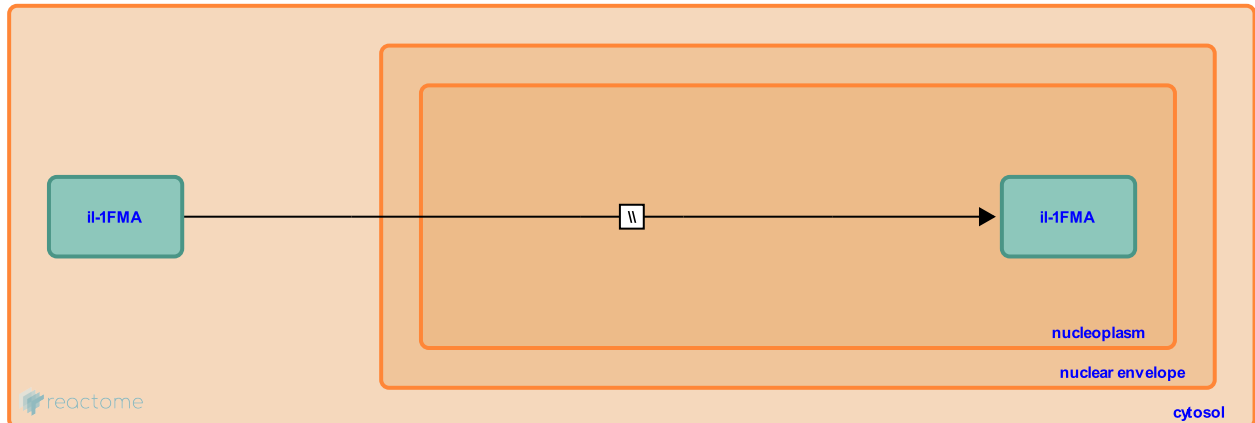 il-1FMA
\\
il-1FMA
nucleoplasm
nuclear envelope
reactome
cytosol